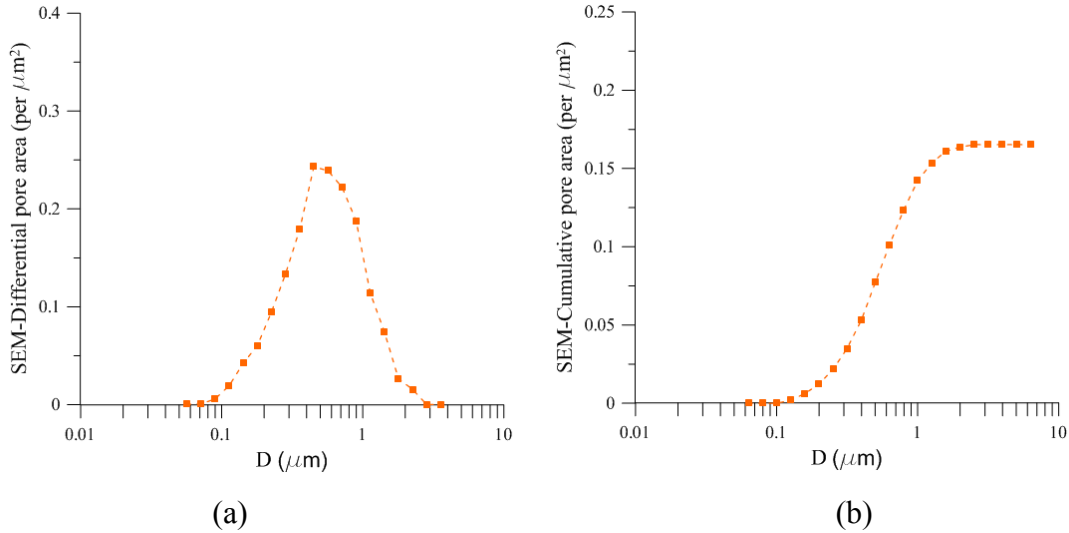 SEM-Differential pore area (per μm²)
0.4
0.3
0.2
0.1
0
0.01 0.1 1 10
D (μm)
(a)
SEM-Cumulative pore area (per μm²)
0.25
0.2
0.15
0.1
0.05
0
0.01 0.1 1 10
D (μm)
(b)